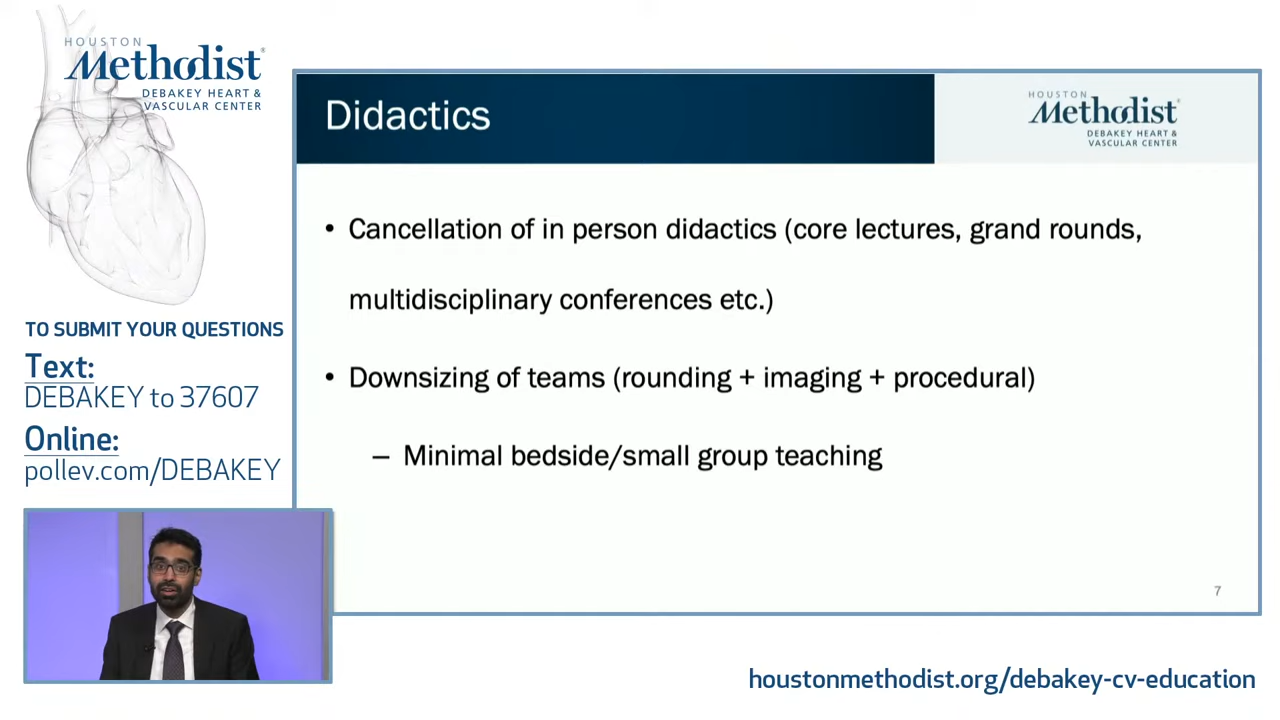 HOUSTON
Methodist
DEBAKEY HEART &
VASCULAR CENTER
TO SUBMIT YOUR QUESTIONS
Text:
DEBAKEY to 37607
Online:
pollev.com/DEBAKEY
Didactics
HOUSTON
Methodist
DEBAKEY HEART &
VASCULAR CENTER
• Cancellation of in person didactics (core lectures, grand rounds,
multidisciplinary conferences etc.)
• Downsizing of teams (rounding + imaging + procedural)
– Minimal bedside/small group teaching
7
houstonmethodist.org/debakey-cv-education